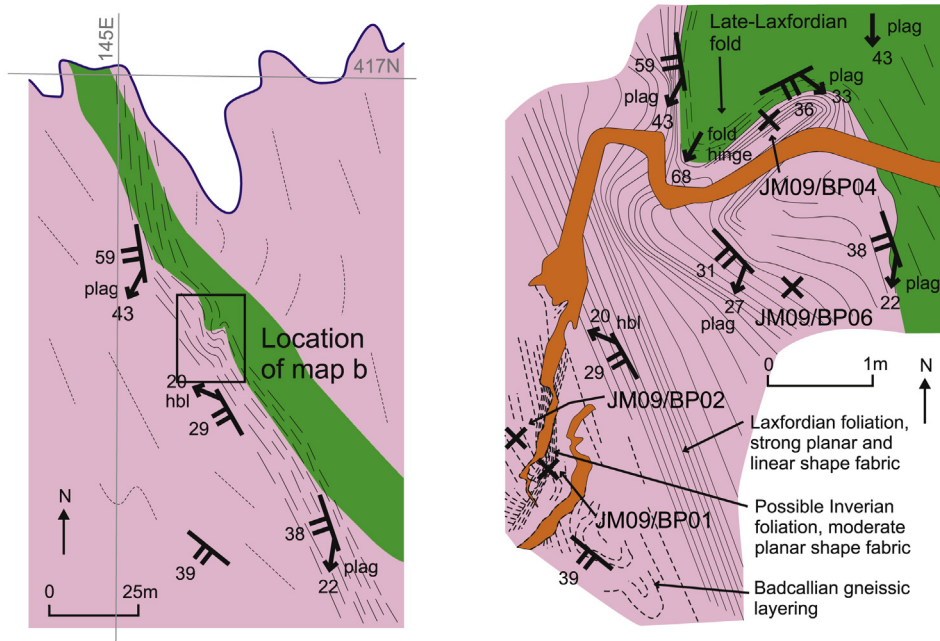 145E
417N
59
plag
43
Location
of map b
20
hbl
29
38
plag
22
39
N
0
25m
Late-Laxfordian
fold
plag
43
59
plag
43
plag
33
36
fold
hinge
68
JM09/BP04
38
31
27
plag
JM09/BP06
plag
22
20
hbl
29
0
1m
N
JM09/BP02
Laxfordian foliation,
strong planar and
linear shape fabric
JM09/BP01
Possible Inverian
foliation, moderate
planar shape fabric
39
Badcallian gneissic
layering